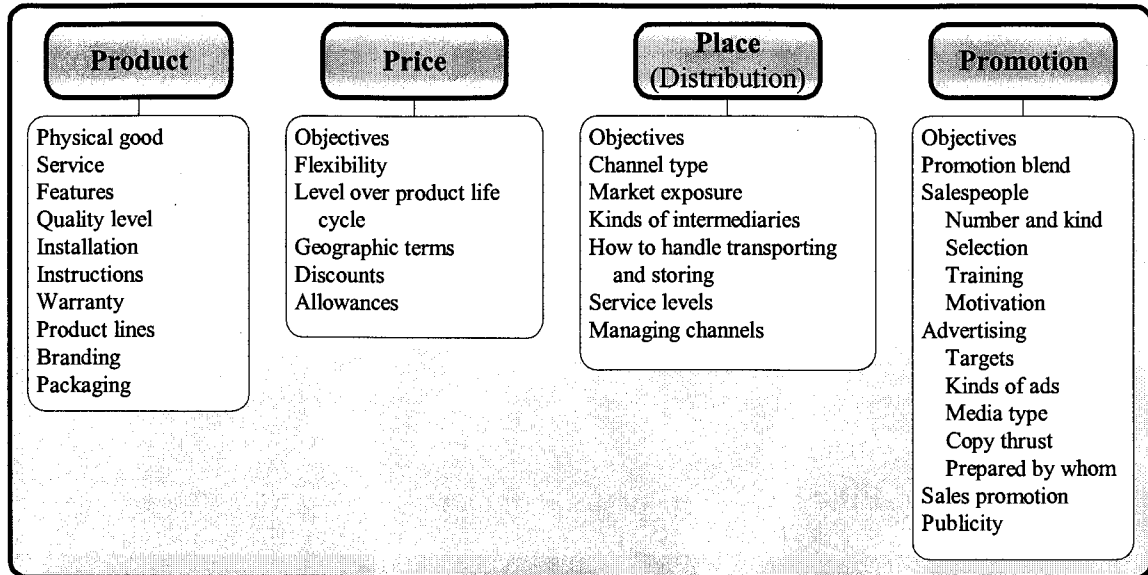 Product
Physical good
Service
Features
Quality level
Installation
Instructions
Warranty
Product lines
Branding
Packaging
Price
Objectives
Flexibility
Level over product life
cycle
Geographic terms
Discounts
Allowances
Place
(Distribution)
Objectives
Channel type
Market exposure
Kinds of intermediaries
How to handle transporting
and storing
Service levels
Managing channels
Promotion
Objectives
Promotion blend
Salespeople
Number and kind
Selection
Training
Motivation
Advertising
Targets
Kinds of ads
Media type
Copy thrust
Prepared by whom
Sales promotion
Publicity